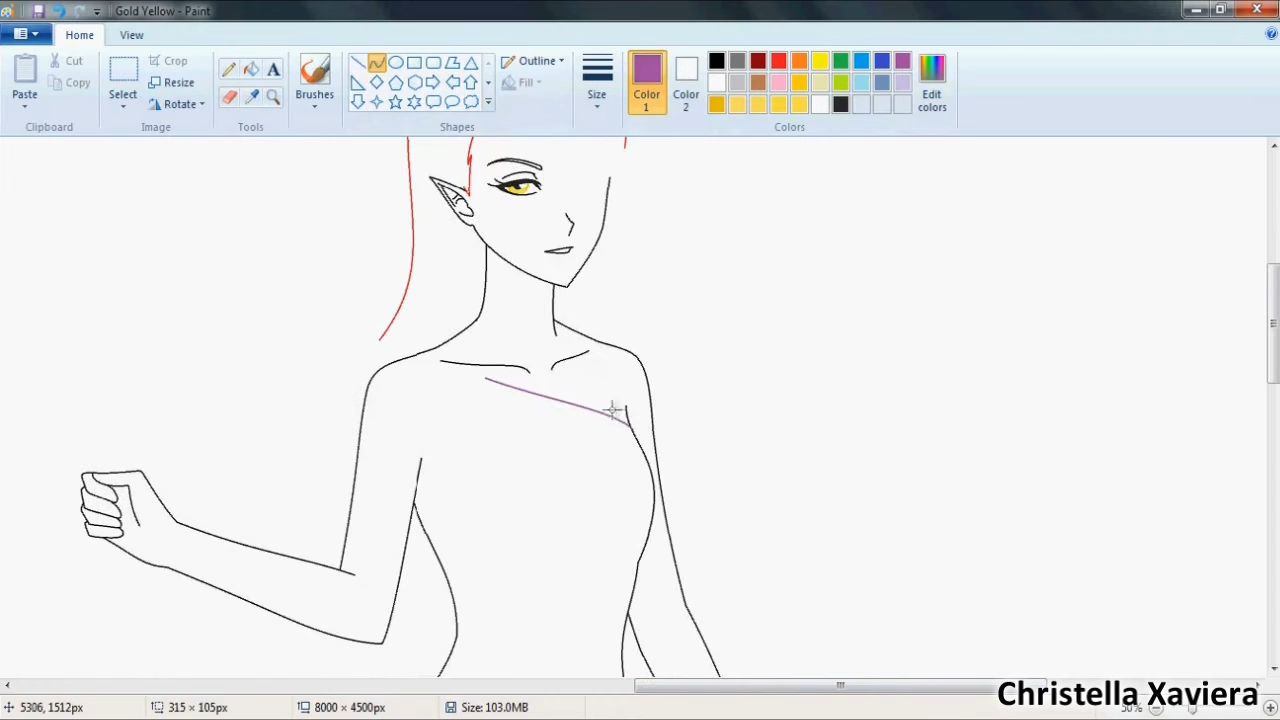 Gold Yellow - Paint
Home View
Paste
Cut
Copy
Clipboard
Select
Crop
Resize
Rotate
Image
A
Tools
Brushes
Outline
Fill
Shapes
Size
Color 1
Color 2
Edit colors
Colors
Christella Xaviera
5306, 1512px 315 × 105px 8000 × 4500px Size: 103.0MB 50%